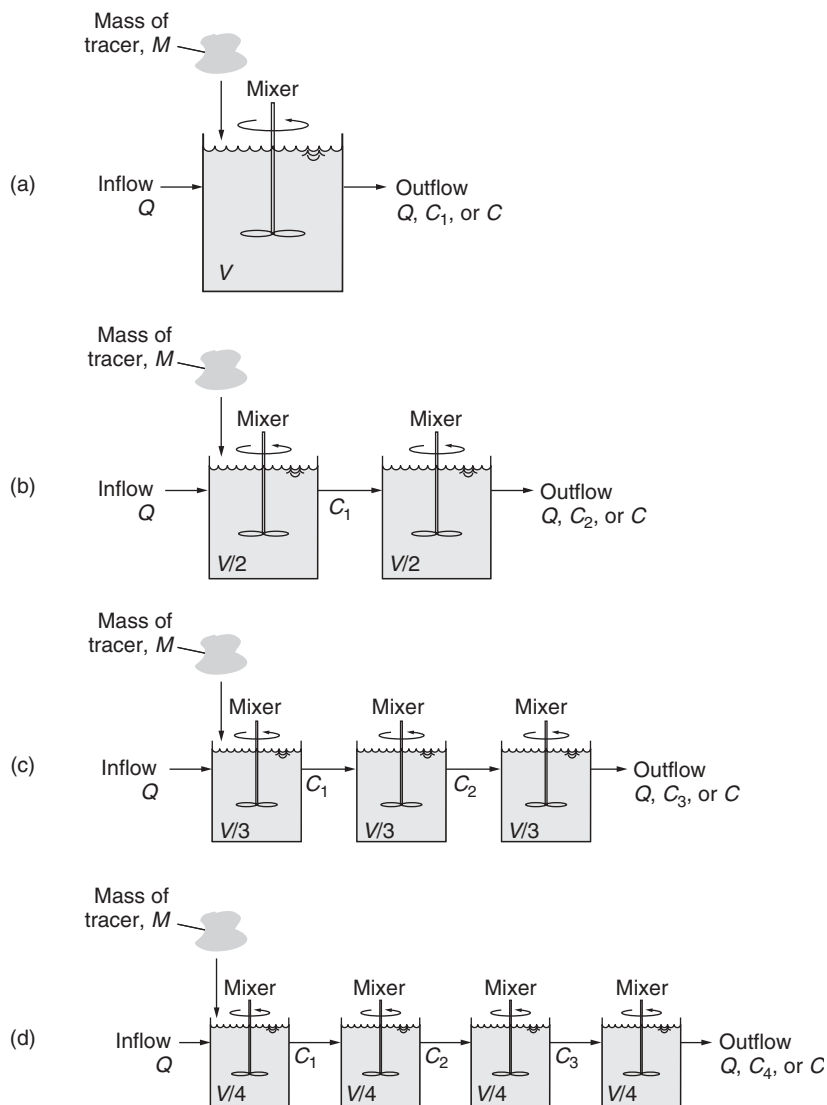 Mass of
tracer, M
Mixer
(a)
Inflow
Q
Outflow
Q, C1, or C
V
Mass of
tracer, M
Mixer
Mixer
(b)
Inflow
Q
C1
Outflow
Q, C2, or C
V/2
V/2
Mass of
tracer, M
Mixer
Mixer
Mixer
(c)
Inflow
Q
C1
C2
Outflow
Q, C3, or C
V/3
V/3
V/3
Mass of
tracer, M
Mixer
Mixer
Mixer
Mixer
(d)
Inflow
Q
C1
C2
C3
Outflow
Q, C4, or C
V/4
V/4
V/4
V/4